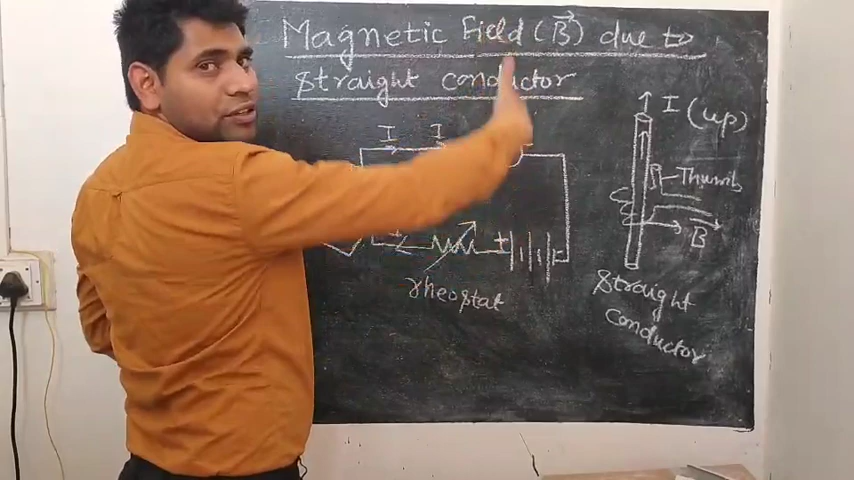 Magnetic Field (B) due to
Straight conductor
I I
I (up)
Thumb
B
rheostat
Straight
Conductor